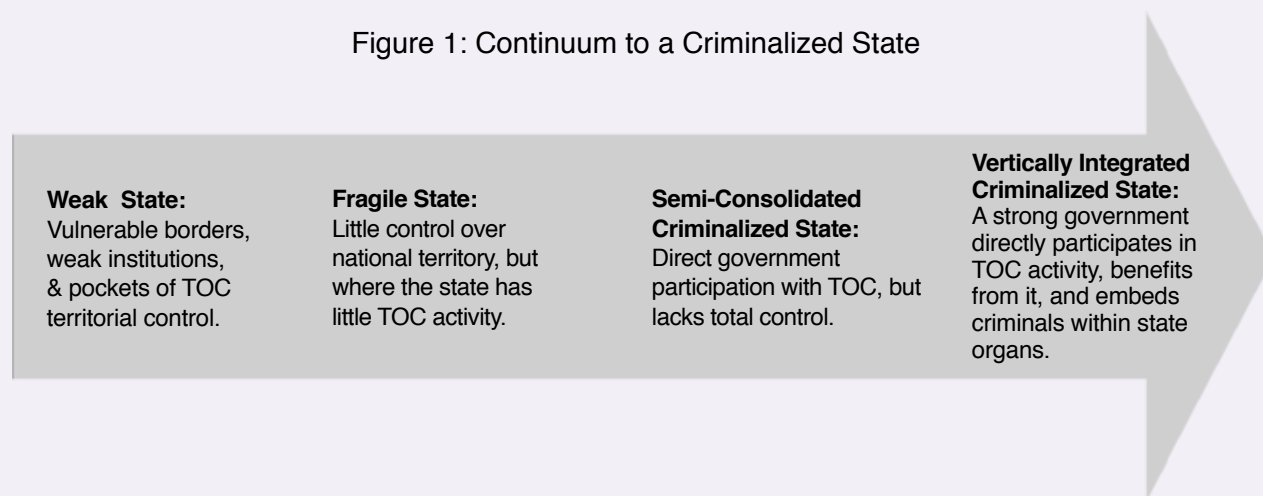 Figure 1: Continuum to a Criminalized State
Weak State:
Vulnerable borders,
weak institutions,
& pockets of TOC
territorial control.
Fragile State:
Little control over
national territory, but
where the state has
little TOC activity.
Semi-Consolidated
Criminalized State:
Direct government
participation with TOC, but
lacks total control.
Vertically Integrated
Criminalized State:
A strong government
directly participates in
TOC activity, benefits
from it, and embeds
criminals within state
organs.